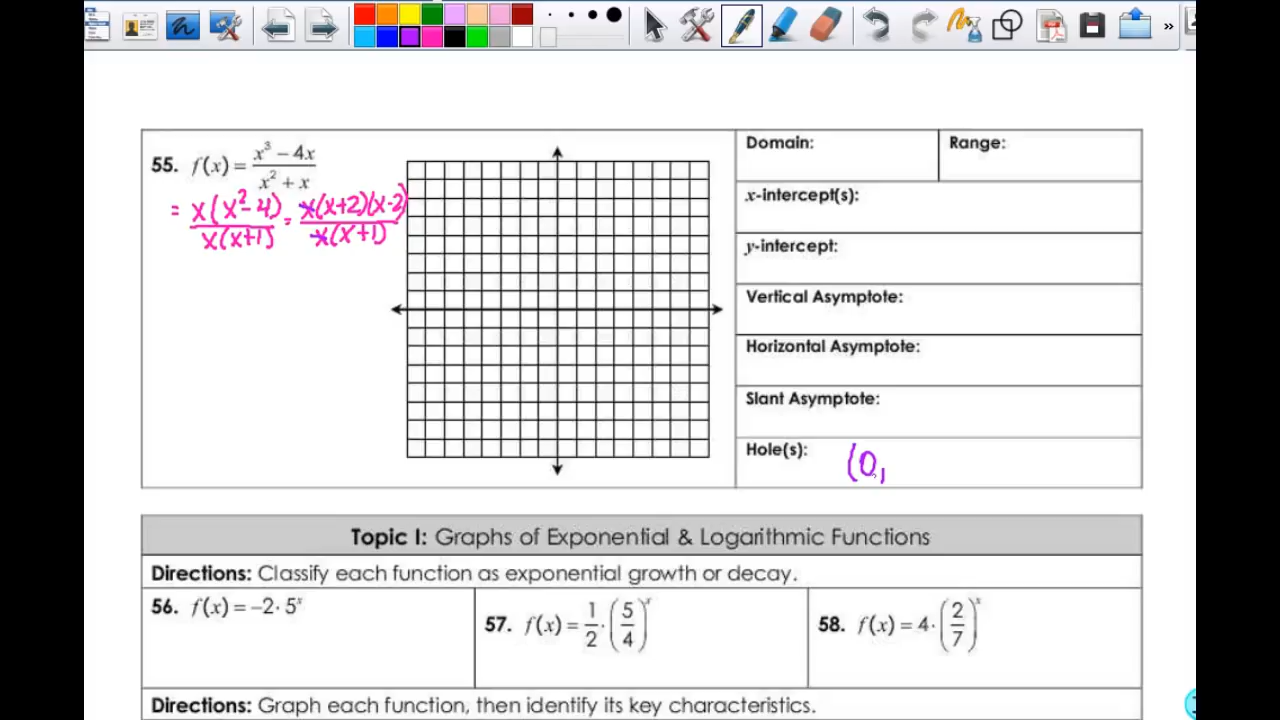 »
55. f(x) = (x³ − 4x)/(x² + x)
= x(x²-4)/x(x+1) = x(x+2)(x-2)/x(x+1)
Domain:
Range:
x-intercept(s):
y-intercept:
Vertical Asymptote:
Horizontal Asymptote:
Slant Asymptote:
Hole(s): (0,
Topic I: Graphs of Exponential & Logarithmic Functions
Directions: Classify each function as exponential growth or decay.
56. f(x) = −2 · 5ˣ
57. f(x) = 1/2 · (5/4)ˣ
58. f(x) = 4 · (2/7)ˣ
Directions: Graph each function, then identify its key characteristics.